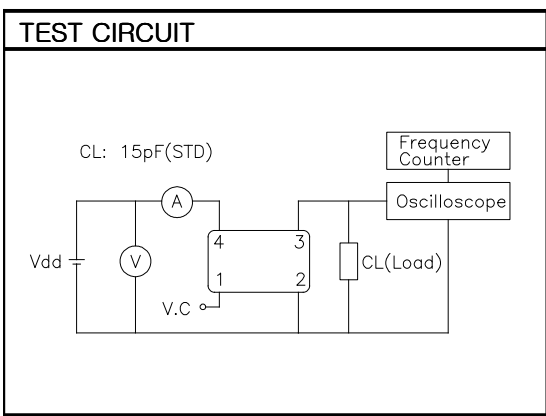 TEST CIRCUIT
CL: 15pF(STD)
Frequency
Counter
A
Oscilloscope
4 3
Vdd
V
CL(Load)
1 2
V.C